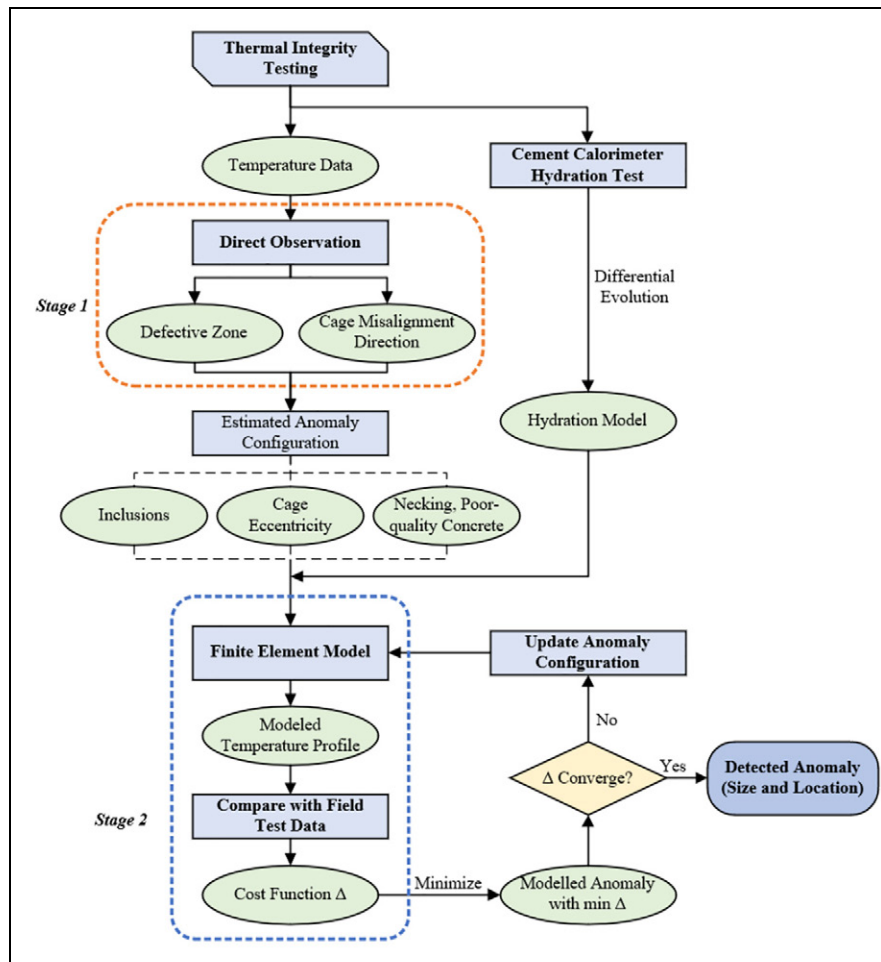 Thermal Integrity
Testing
Temperature Data
Cement Calorimeter
Hydration Test
Direct Observation
Differential
Evolution
Stage 1
Defective Zone
Cage Misalignment
Direction
Estimated Anomaly
Configuration
Hydration Model
Inclusions
Cage
Eccentricity
Necking, Poor-
quality Concrete
Finite Element Model
Update Anomaly
Configuration
Modeled
Temperature Profile
No
Δ Converge?
Yes
Detected Anomaly
(Size and Location)
Stage 2
Compare with Field
Test Data
Cost Function Δ
Minimize
Modelled Anomaly
with min Δ